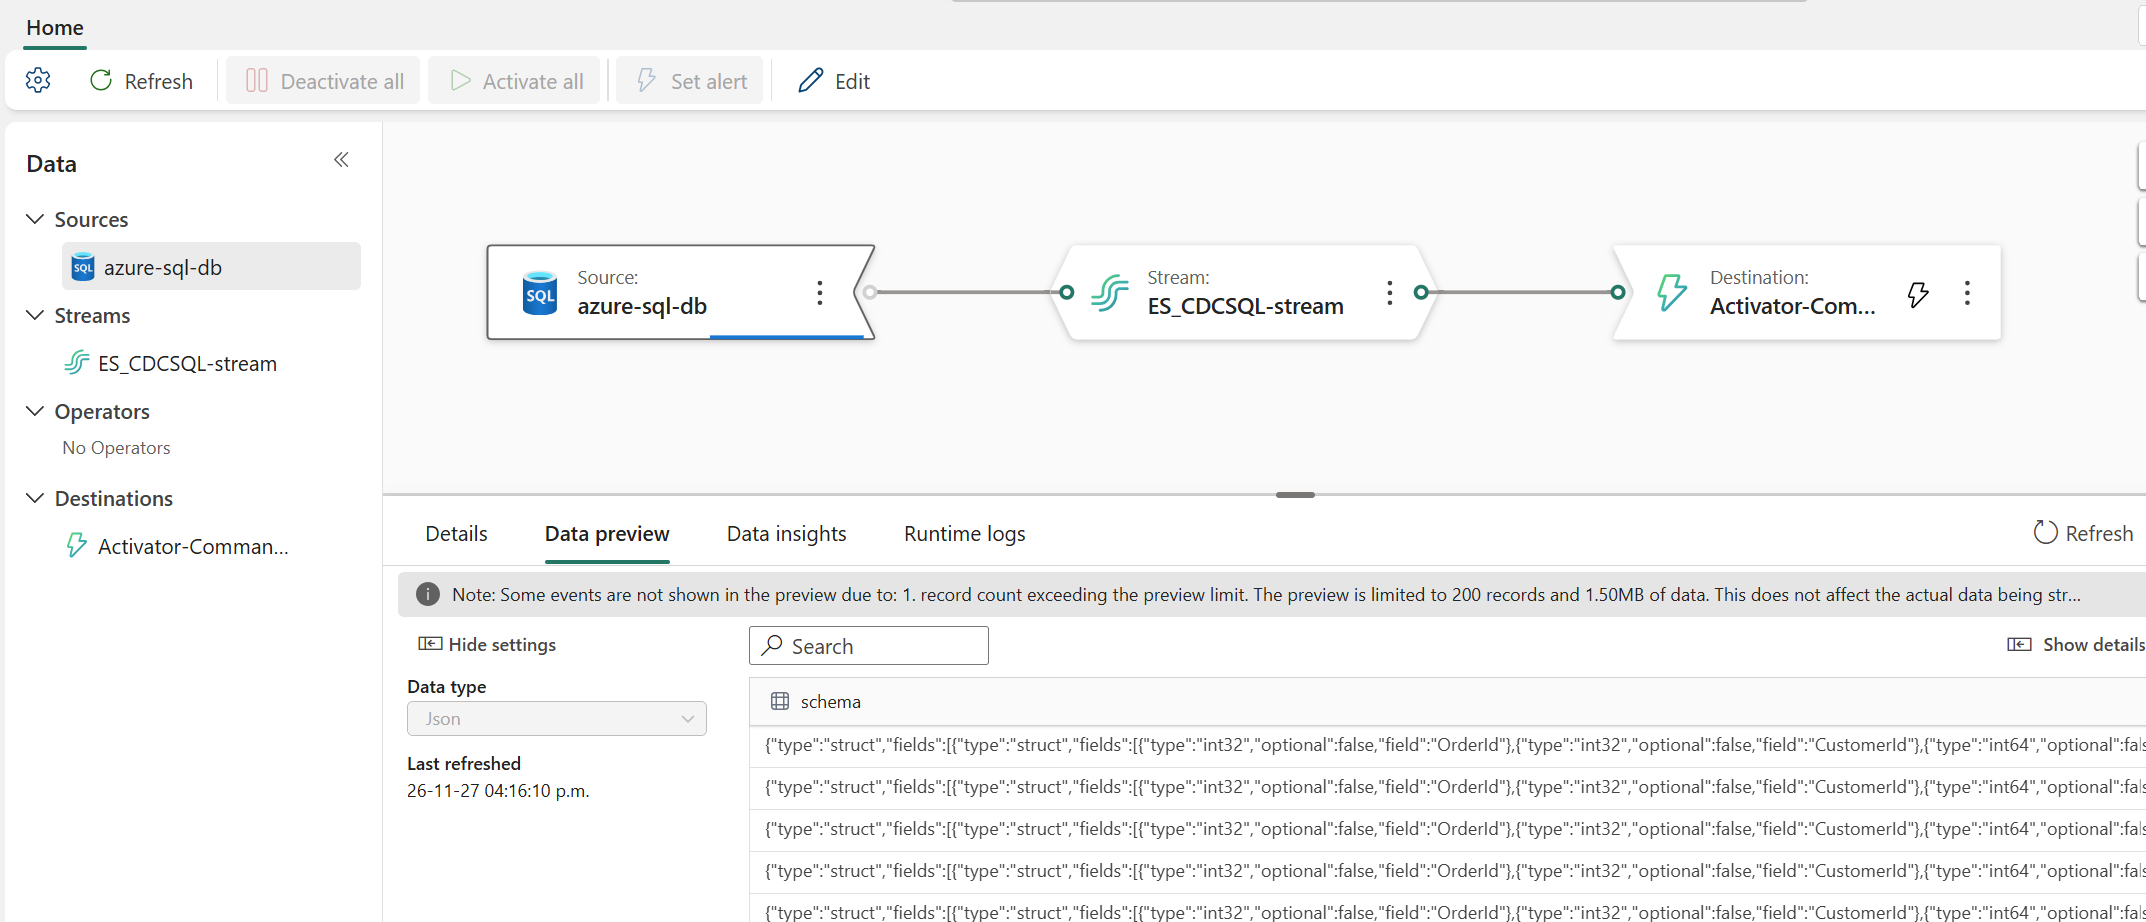 Home
Refresh
Deactivate all
Activate all
Set alert
Edit
Data
Sources
SQL azure-sql-db
Streams
ES_CDCSQL-stream
Operators
No Operators
Destinations
Activator-Comman...
SQL
Source:
azure-sql-db
Stream:
ES_CDCSQL-stream
Destination:
Activator-Com...
Details
Data preview
Data insights
Runtime logs
Refresh
Note: Some events are not shown in the preview due to: 1. record count exceeding the preview limit. The preview is limited to 200 records and 1.50MB of data. This does not affect the actual data being str...
Hide settings
Search
Show details
Data type
Json
Last refreshed
26-11-27 04:16:10 p.m.
schema
{"type":"struct","fields":[{"type":"struct","fields":[{"type":"int32","optional":false,"field":"OrderId"},{"type":"int32","optional":false,"field":"CustomerId"},{"type":"int64","optional":fals
{"type":"struct","fields":[{"type":"struct","fields":[{"type":"int32","optional":false,"field":"OrderId"},{"type":"int32","optional":false,"field":"CustomerId"},{"type":"int64","optional":fals
{"type":"struct","fields":[{"type":"struct","fields":[{"type":"int32","optional":false,"field":"OrderId"},{"type":"int32","optional":false,"field":"CustomerId"},{"type":"int64","optional":fals
{"type":"struct","fields":[{"type":"struct","fields":[{"type":"int32","optional":false,"field":"OrderId"},{"type":"int32","optional":false,"field":"CustomerId"},{"type":"int64","optional":fals
{"type":"struct","fields":[{"type":"struct","fields":[{"type":"int32","optional":false,"field":"OrderId"},{"type":"int32","optional":false,"field":"CustomerId"},{"type":"int64","optional":fals